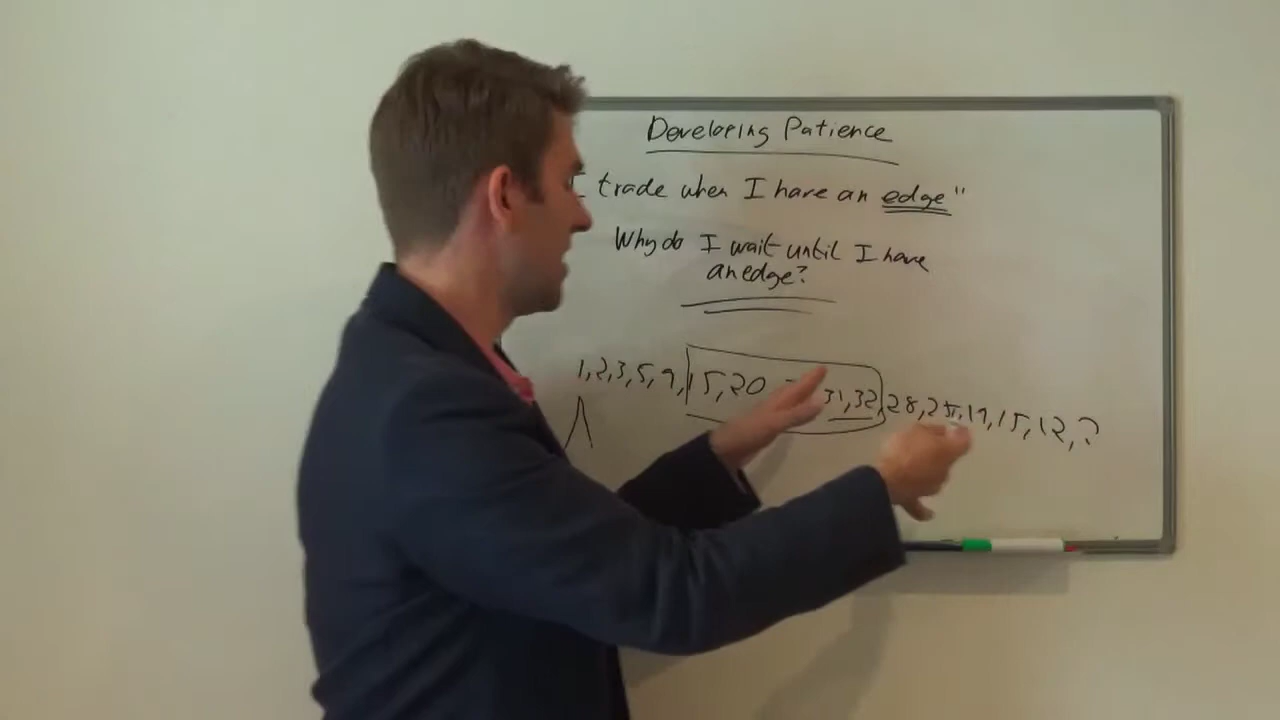 Developing Patience
trade when I have an edge"
Why do I wait until I have
an edge?
1,2,3,5,9,15,20 31,32,28,25,19,15,12,?